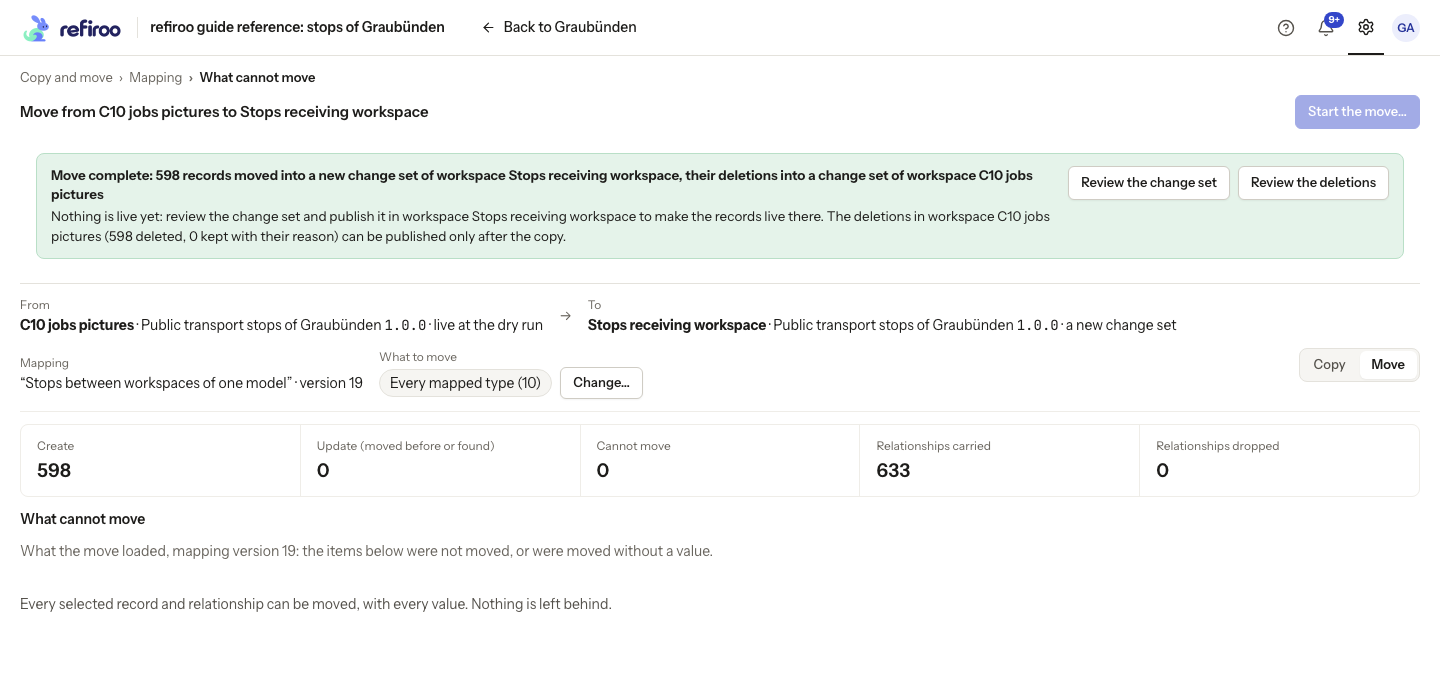 refiroo
refiroo guide reference: stops of Graubünden
← Back to Graubünden
9+
GA
Copy and move › Mapping › What cannot move
Move from C10 jobs pictures to Stops receiving workspace
Start the move...
Move complete: 598 records moved into a new change set of workspace Stops receiving workspace, their deletions into a change set of workspace C10 jobs
pictures
Nothing is live yet: review the change set and publish it in workspace Stops receiving workspace to make the records live there. The deletions in workspace C10 jobs
pictures (598 deleted, 0 kept with their reason) can be published only after the copy.
Review the change set
Review the deletions
From
C10 jobs pictures · Public transport stops of Graubünden 1.0.0 · live at the dry run
→
To
Stops receiving workspace · Public transport stops of Graubünden 1.0.0 · a new change set
Mapping
“Stops between workspaces of one model” · version 19
What to move
Every mapped type (10)
Change...
Copy
Move
Create
598
Update (moved before or found)
0
Cannot move
0
Relationships carried
633
Relationships dropped
0
What cannot move
What the move loaded, mapping version 19: the items below were not moved, or were moved without a value.
Every selected record and relationship can be moved, with every value. Nothing is left behind.